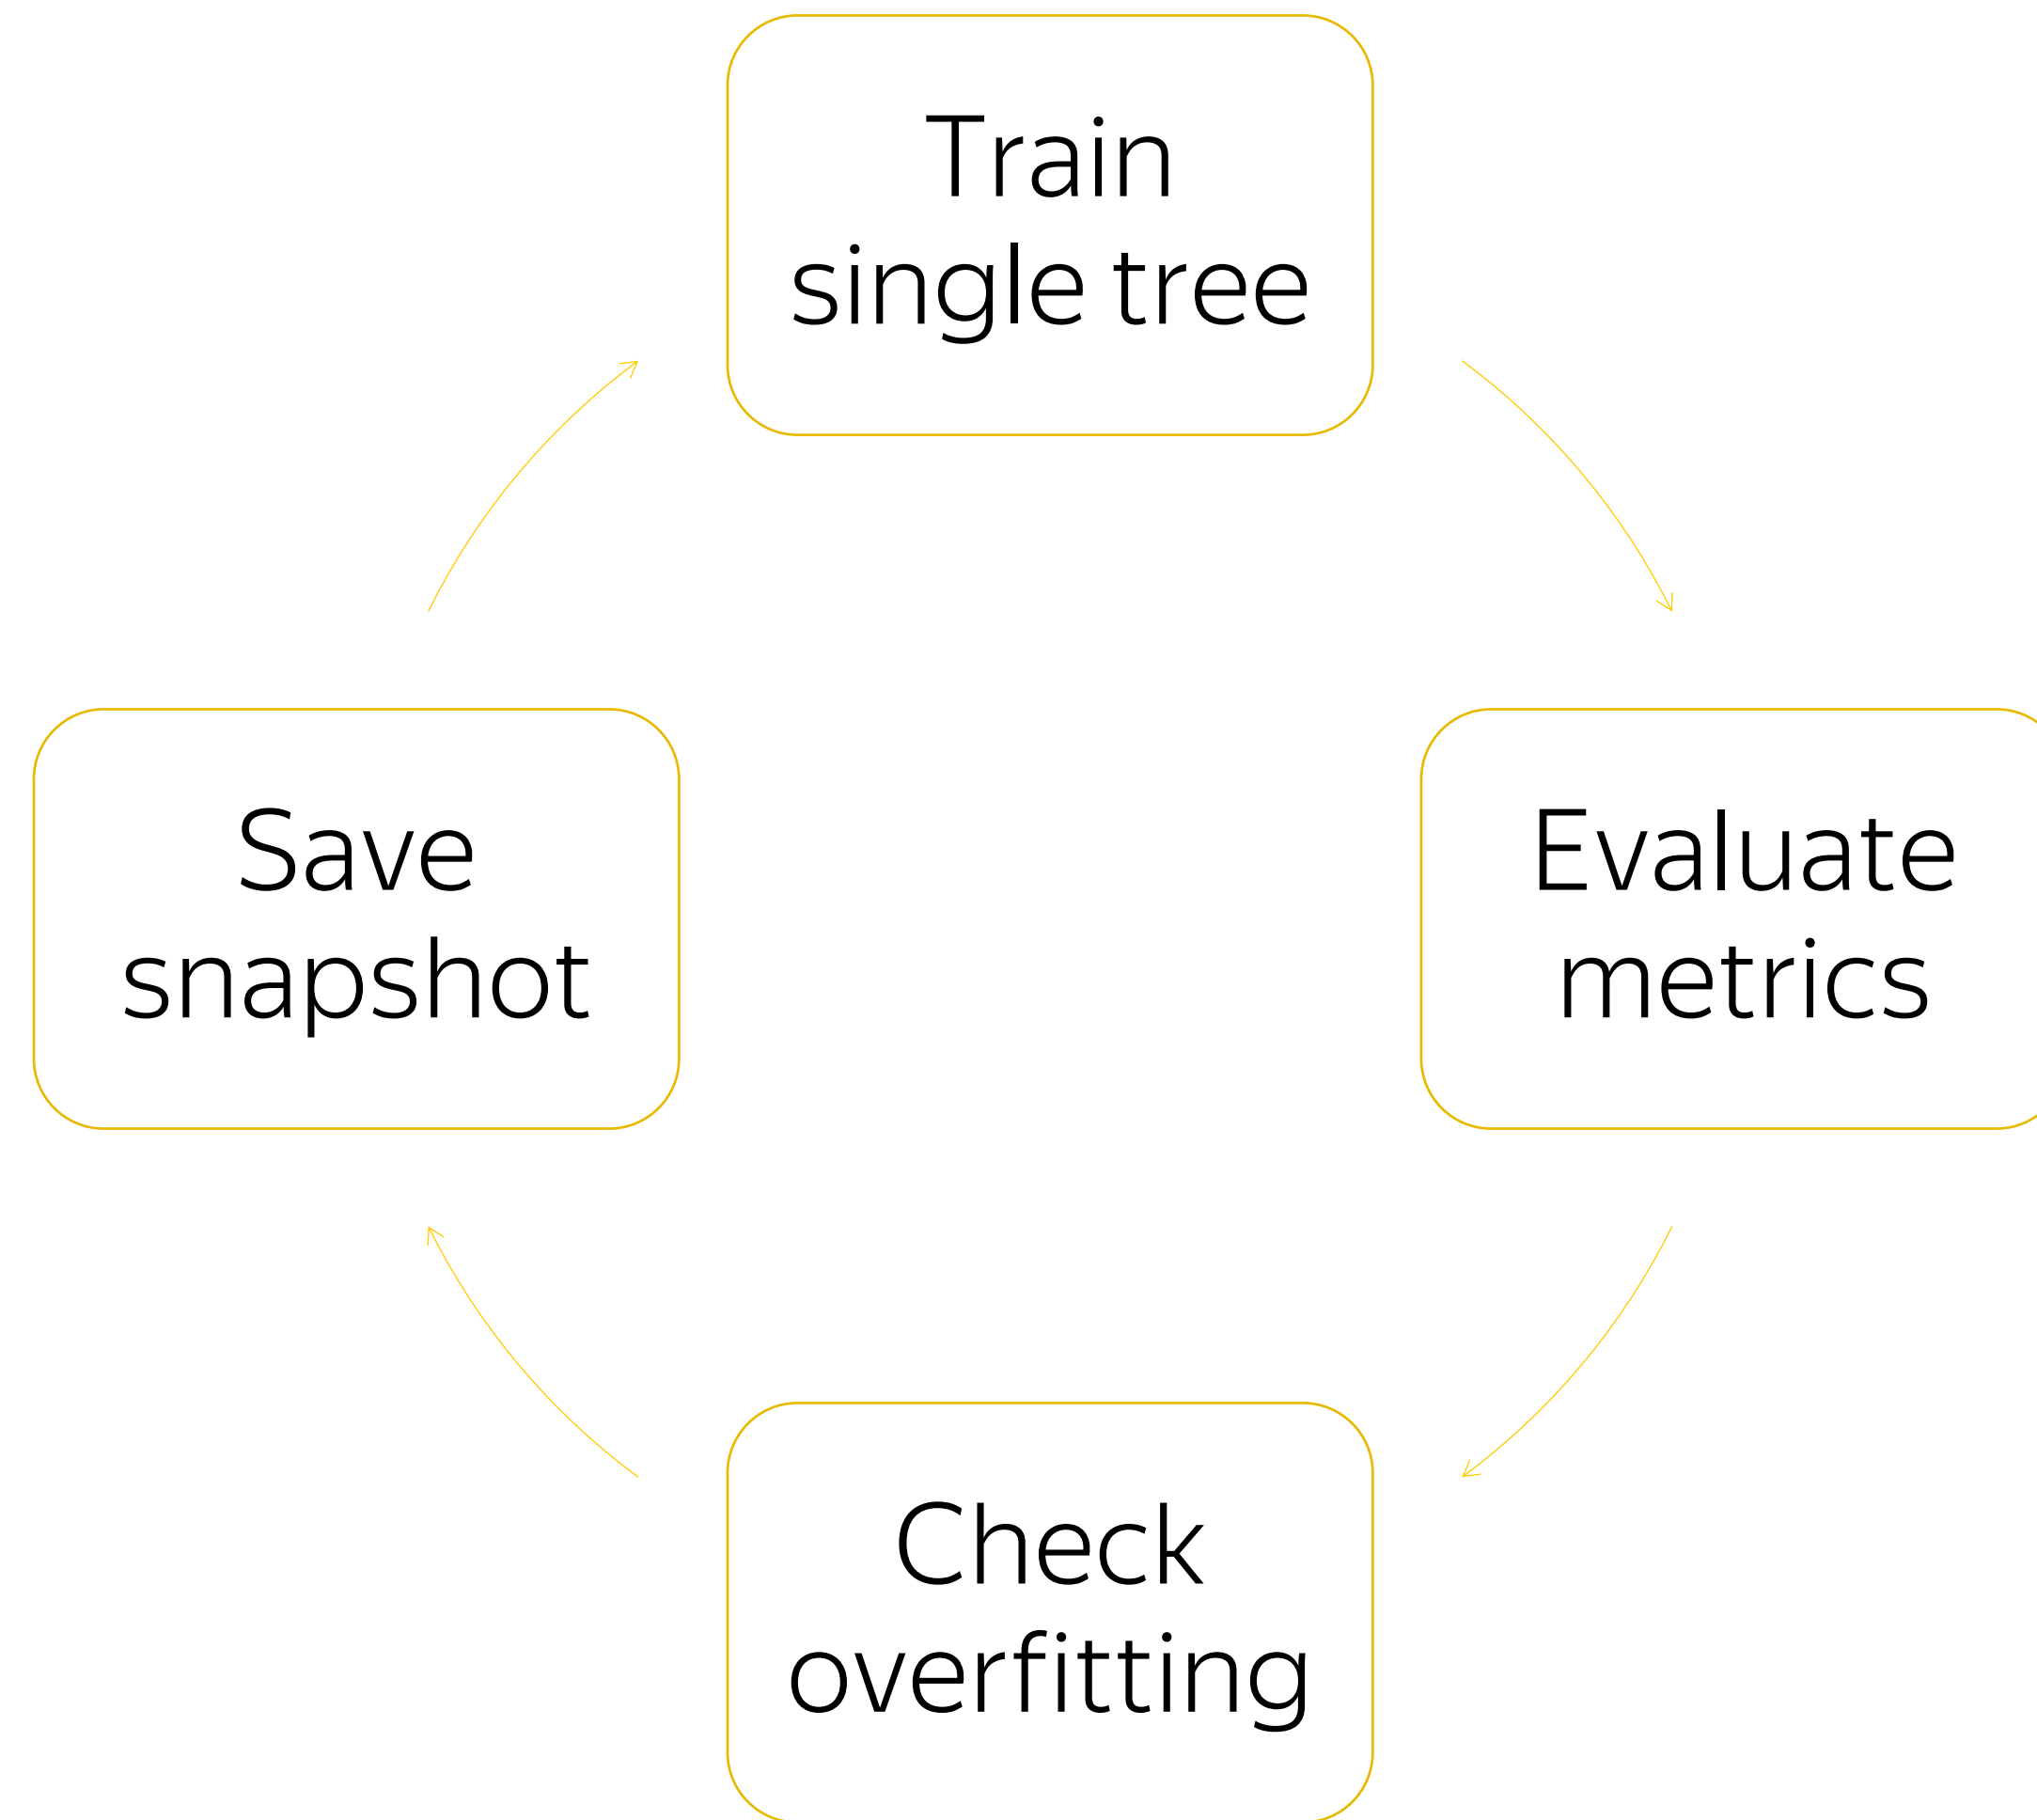 Train
single tree
Evaluate
metrics
Check
overfitting
Save
snapshot